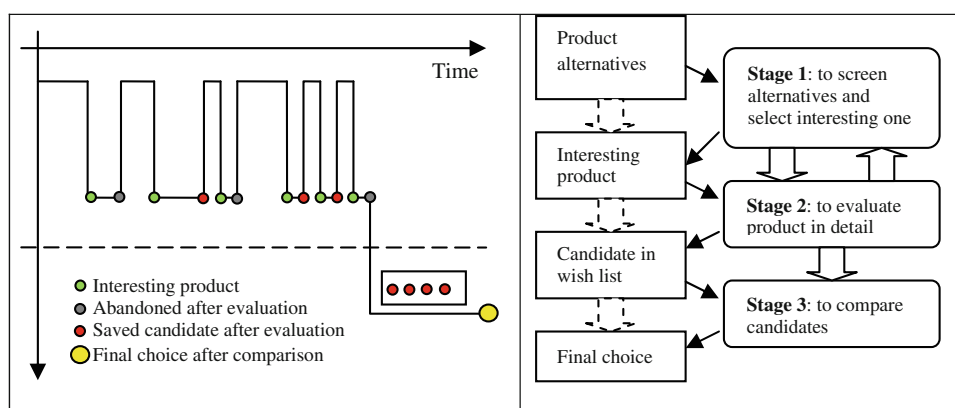 Time
Interesting product
Abandoned after evaluation
Saved candidate after evaluation
Final choice after comparison
Product
alternatives
Stage 1: to screen
alternatives and
select interesting one
Interesting
product
Stage 2: to evaluate
product in detail
Candidate in
wish list
Stage 3: to compare
candidates
Final choice